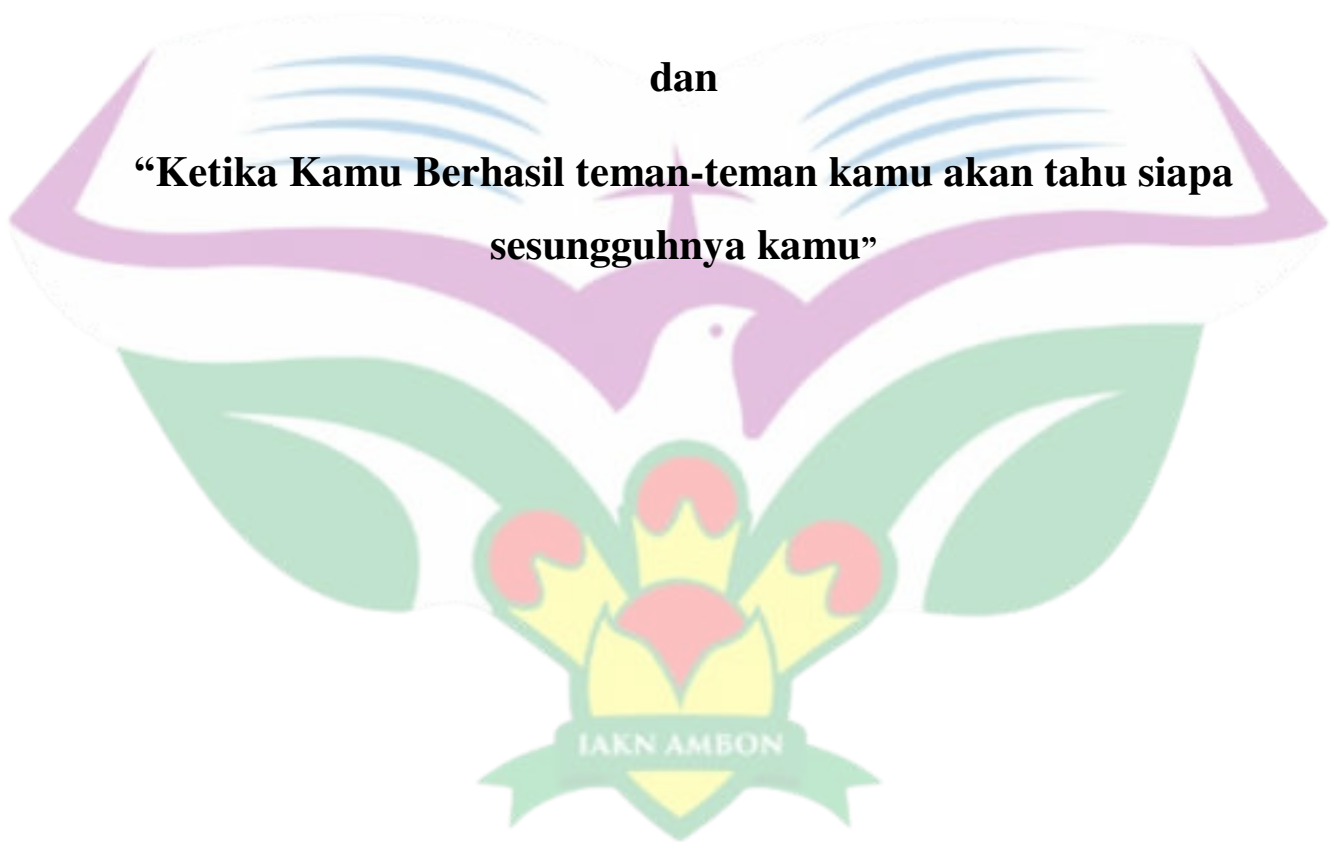 dan
“Ketika Kamu Berhasil teman-teman kamu akan tahu siapa
sesungguhnya kamu”
IAKN AMBON